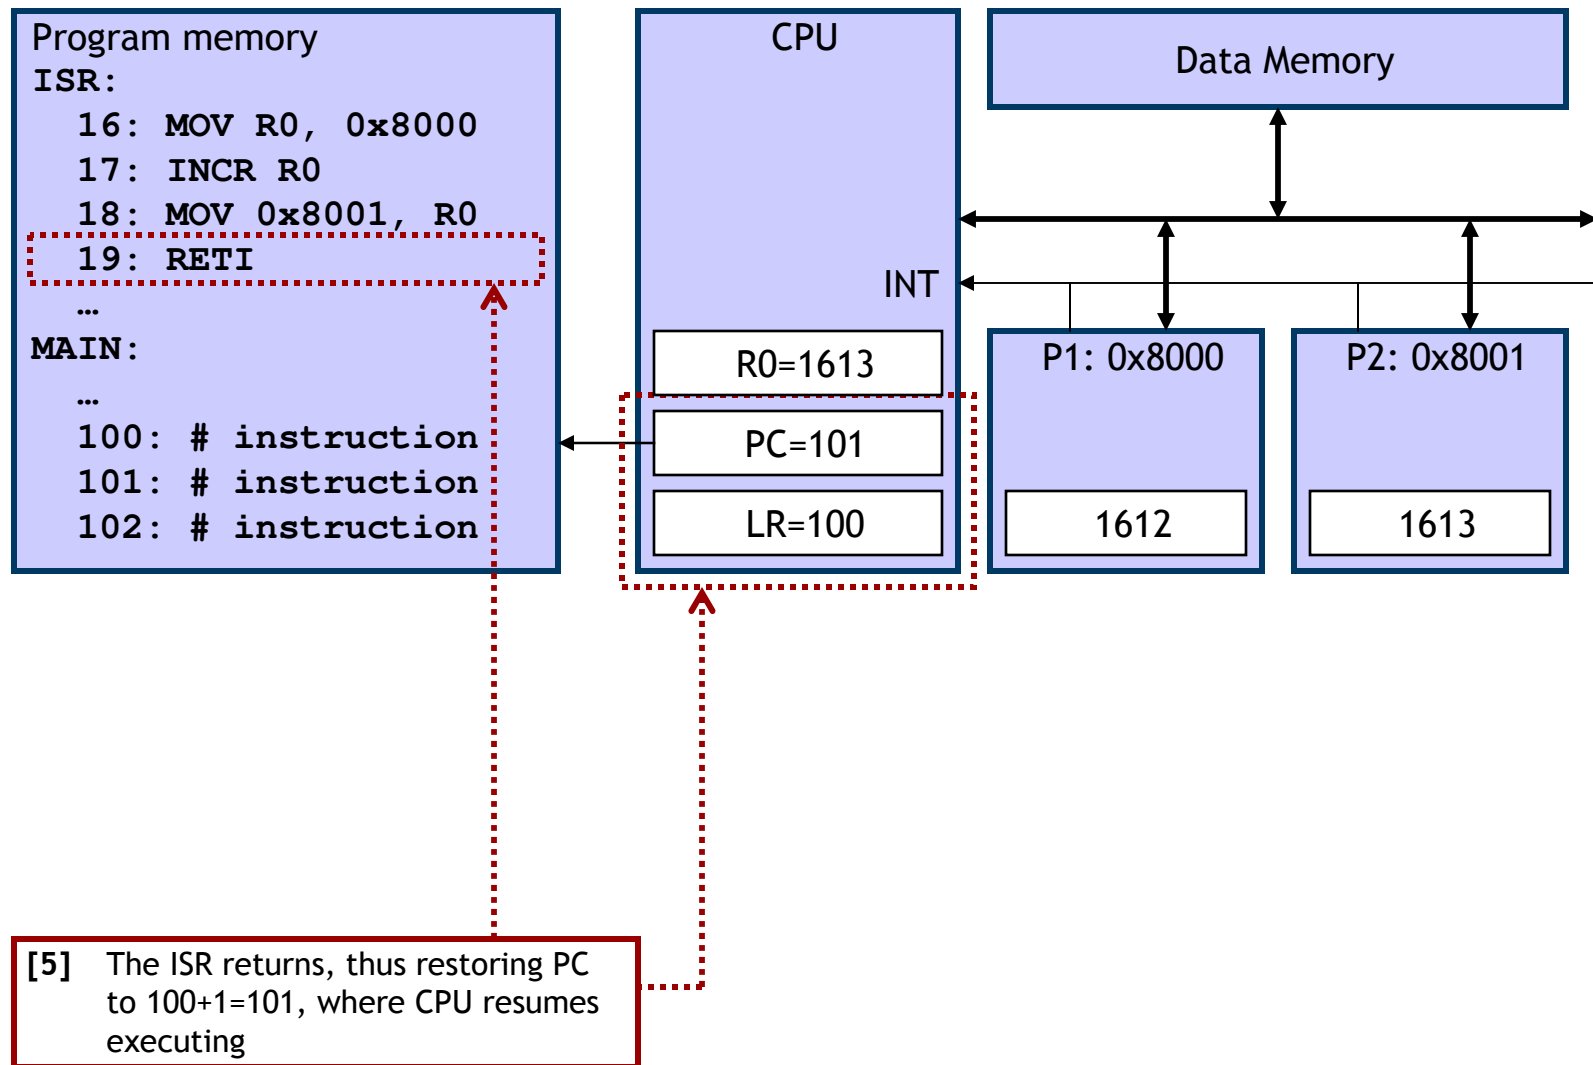 Program memory
ISR:
16: MOV R0, 0x8000
17: INCR R0
18: MOV 0x8001, R0
19: RETI
…
MAIN:
…
100: # instruction
101: # instruction
102: # instruction
CPU
INT
R0=1613
PC=101
LR=100
Data Memory
P1: 0x8000
1612
P2: 0x8001
1613
[5] The ISR returns, thus restoring PC
to 100+1=101, where CPU resumes
executing